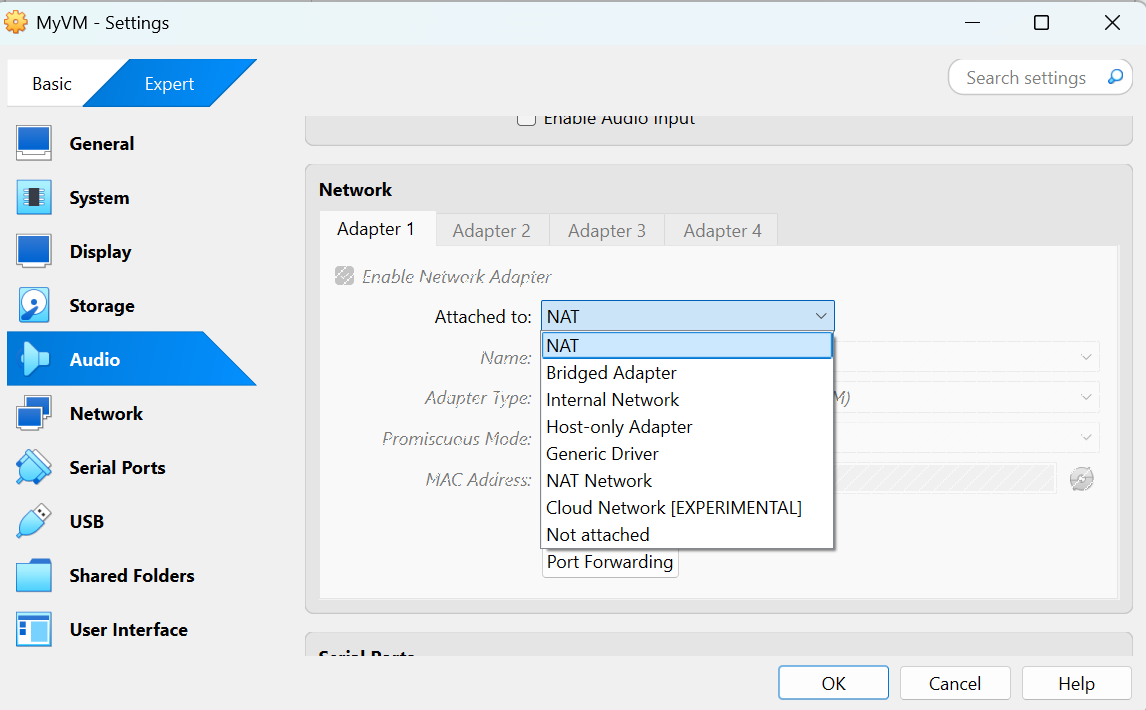 MyVM - Settings
Basic
Expert
Search settings
General
System
Display
Storage
Audio
Network
Serial Ports
USB
Shared Folders
User Interface
Enable Audio Input
Network
Adapter 1
Adapter 2
Adapter 3
Adapter 4
Enable Network Adapter
Attached to:
NAT
NAT
Bridged Adapter
Internal Network
Host-only Adapter
Generic Driver
NAT Network
Cloud Network [EXPERIMENTAL]
Not attached
Name:
Adapter Type:
M)
Promiscuous Mode:
MAC Address:
Port Forwarding
Serial Ports
OK
Cancel
Help